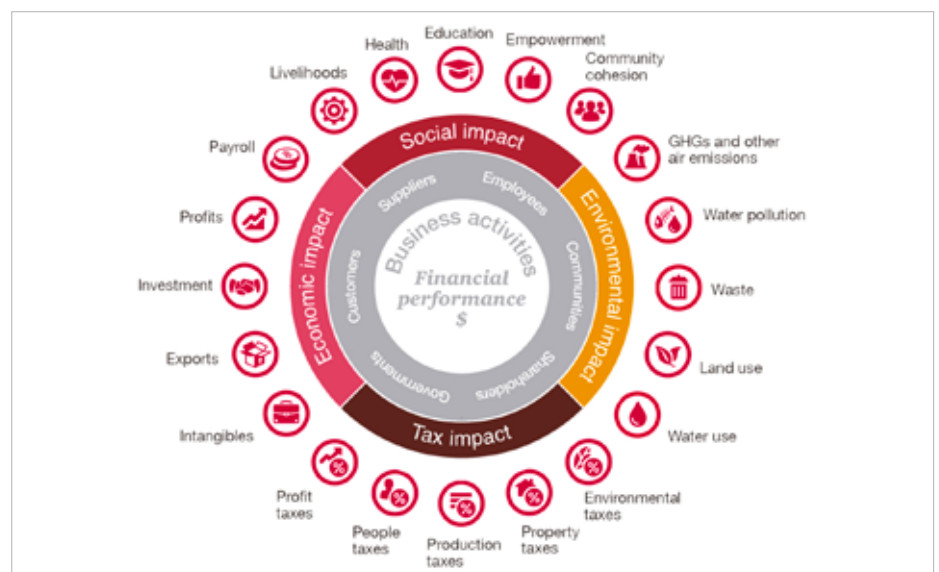 Education
Health
Empowerment
Livelihoods
Community
cohesion
Payroll
GHGs and other
air emissions
Profits
Water pollution
Investment
Waste
Exports
Land use
Intangibles
Water use
Profit
taxes
People
taxes
Production
taxes
Property
taxes
Environmental
taxes
Social impact
Environmental impact
Tax impact
Economic impact
Suppliers
Employees
Communities
Shareholders
Governments
Customers
Business activities
Financial
performance
$
%
%
%
%
%